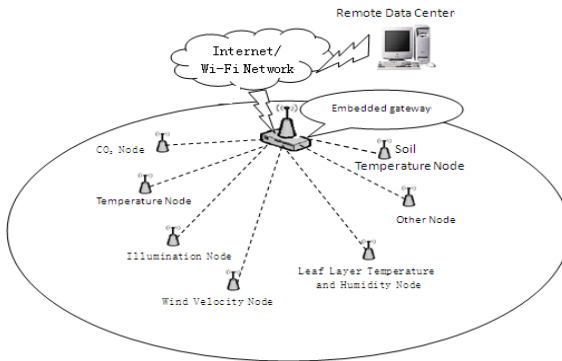 Remote Data Center
Internet/
Wi-Fi Network
Embedded gateway
CO₂ Node
Soil
Temperature Node
Temperature Node
Other Node
Illumination Node
Leaf Layer Temperature
and Humidity Node
Wind Velocity Node